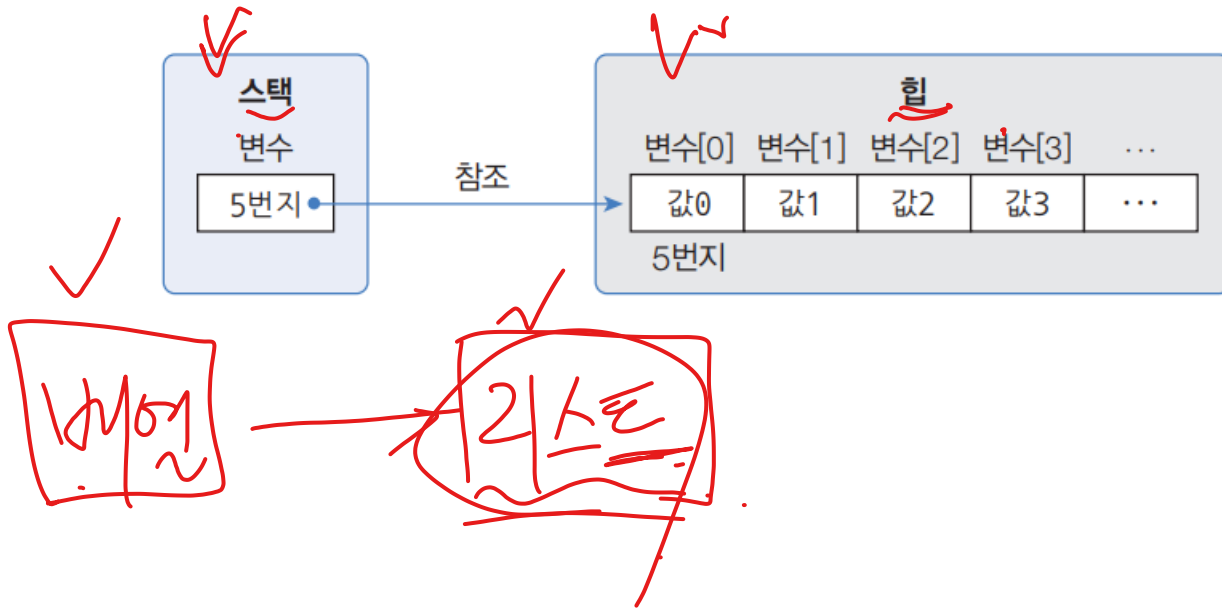 스택
힙
변수
변수[0] 변수[1] 변수[2] 변수[3] ...
참조
5번지
값0 값1 값2 값3 ...
5번지
배열
리스트